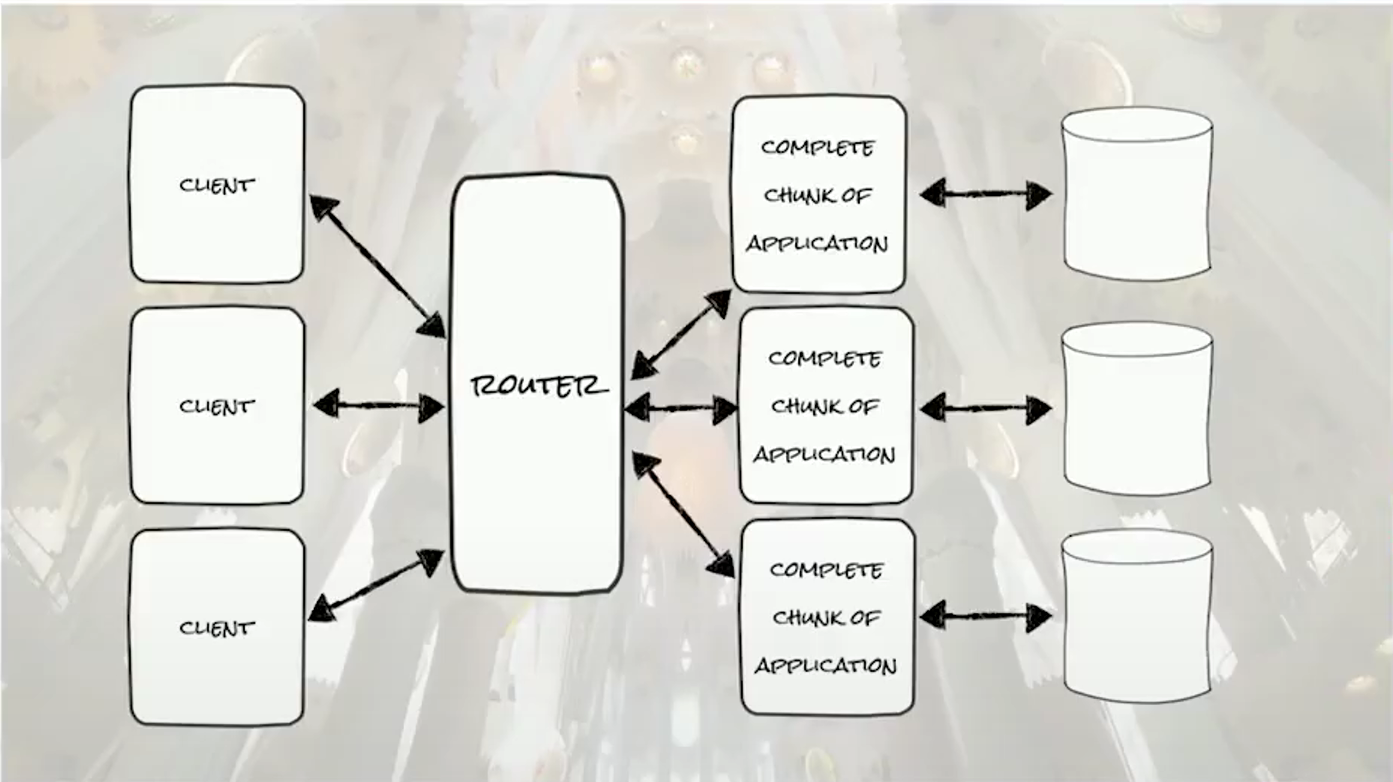 CLIENT
CLIENT
CLIENT
ROUTER
COMPLETE
CHUNK OF
APPLICATION
COMPLETE
CHUNK OF
APPLICATION
COMPLETE
CHUNK OF
APPLICATION